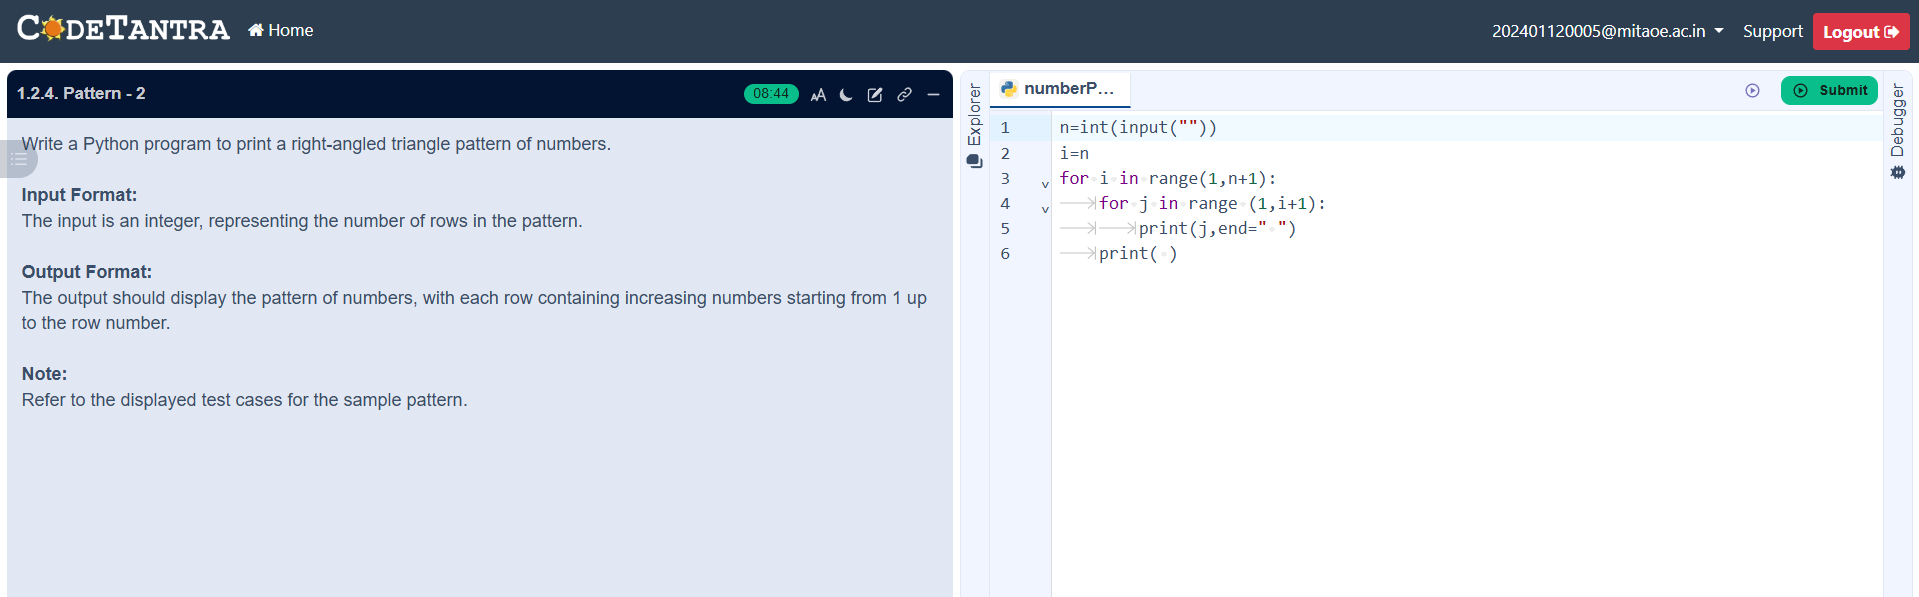 CODETANTRA Home 202401120005@mitaoe.ac.in Support Logout
1.2.4. Pattern - 2 08:44 AA
Write a Python program to print a right-angled triangle pattern of numbers.
Input Format:
The input is an integer, representing the number of rows in the pattern.
Output Format:
The output should display the pattern of numbers, with each row containing increasing numbers starting from 1 up
to the row number.
Note:
Refer to the displayed test cases for the sample pattern.
Explorer
numberP...
Submit
Debugger
1 n=int(input(""))
2 i=n
3 for i in range(1,n+1):
4 for j in range (1,i+1):
5 print(j,end=" ")
6 print( )